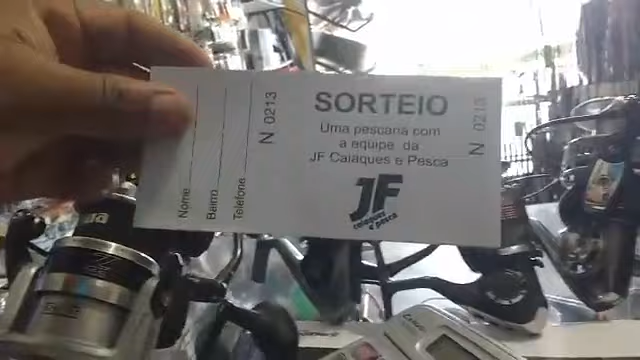 Nome
Bairro
Telefone
N 0213
SORTEIO
Uma pescaria com
a equipe da
JF Caiaques e Pesca
JF
caiaques
e pesca
N 0213